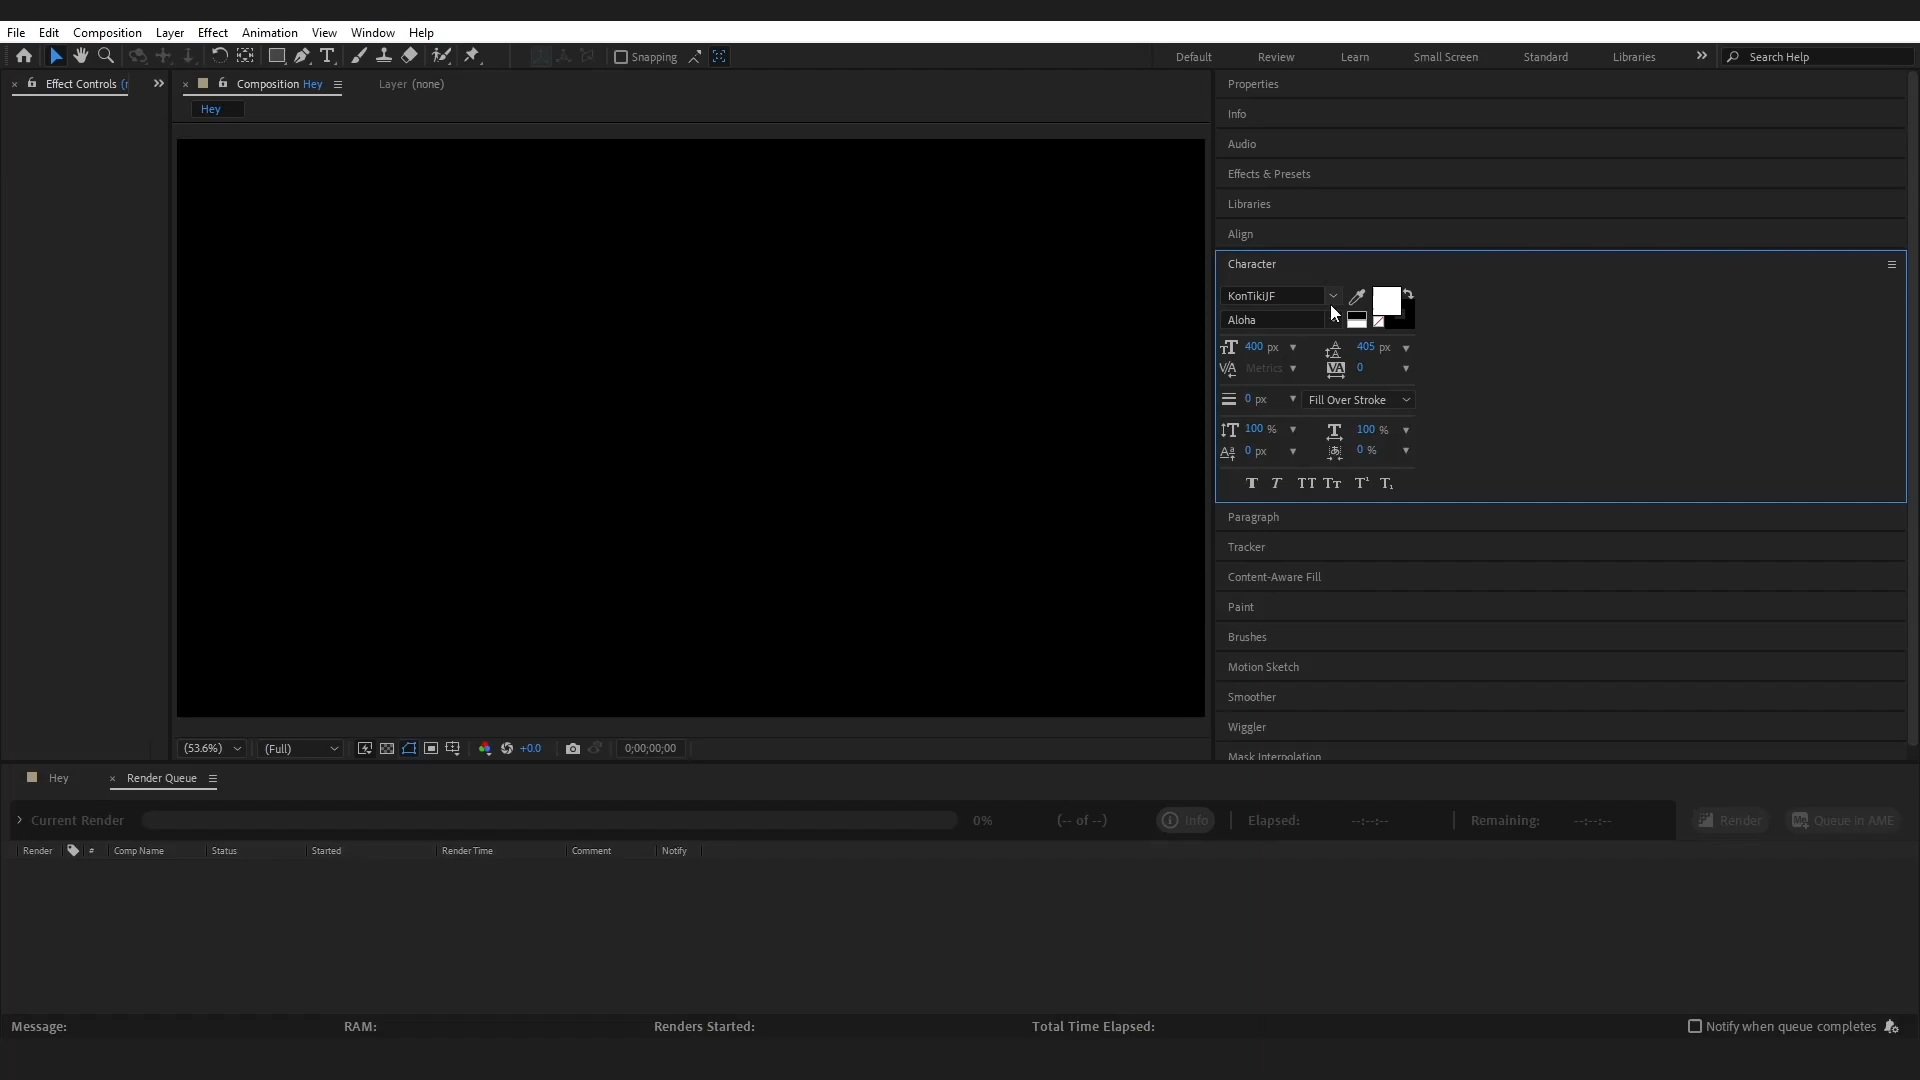 File Edit Composition Layer Effect Animation View Window Help
Snapping Default Review Learn Small Screen Standard Libraries Search Help
Effect Controls Composition Hey Layer (none)
Hey
Properties
Info
Audio
Effects & Presets
Libraries
Align
Character
KonTikiJF
Aloha
400 px 405 px
Metrics 0
0 px Fill Over Stroke
100 % 100 %
0 px 0 %
Paragraph
Tracker
Content-Aware Fill
Paint
Brushes
Motion Sketch
Smoother
Wiggler
Mask Interpolation
(53.6%) (Full) +0.0 0;00;00;00
Hey Render Queue
Current Render 0% (-- of --) Info Elapsed: --:--:-- Remaining: --:--:-- Render Queue in AME
Render # Comp Name Status Started Render Time Comment Notify
Message: RAM: Renders Started: Total Time Elapsed: Notify when queue completes